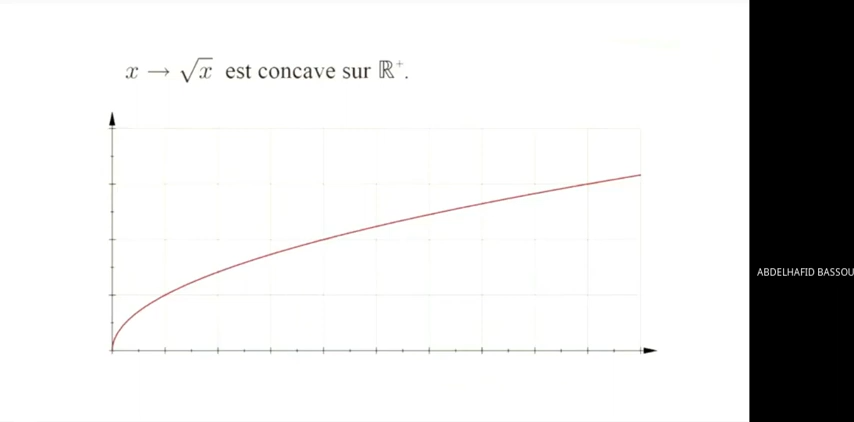 x → √x est concave sur ℝ⁺.
ABDELHAFID BASSOU